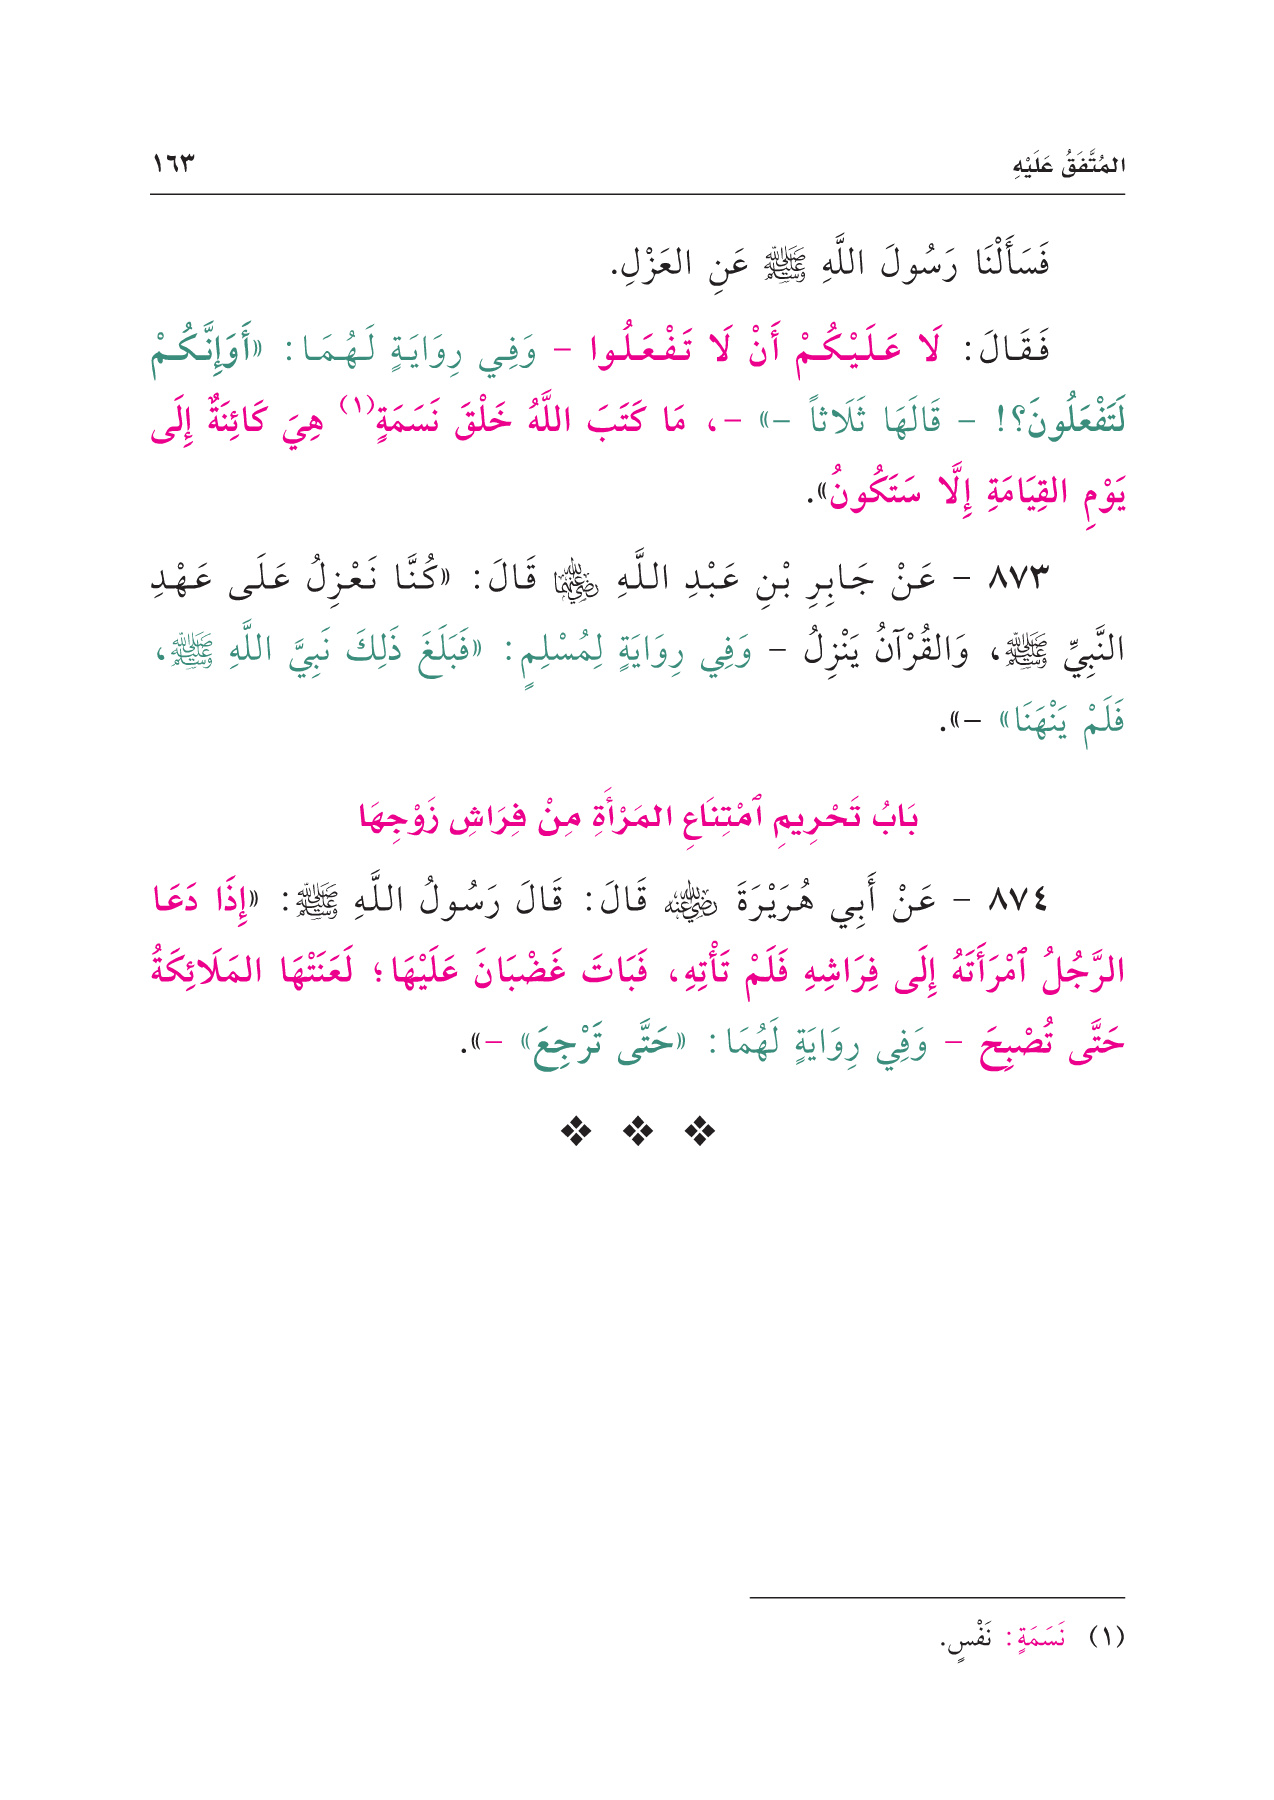 المُتَّفَقُ عَلَيْهِ ١٦٣
فَسَأَلْنَا رَسُولَ اللَّهِ ﷺ عَنِ العَزْلِ.
فَقَالَ: لَا عَلَيْكُمْ أَنْ لَا تَفْعَلُوا - وَفِي رِوَايَةٍ لَهُمَا: «أَوَإِنَّكُمْ
لَتَفْعَلُونَ؟! - قَالَهَا ثَلَاثاً -» -، مَا كَتَبَ اللَّهُ خَلْقَ نَسَمَةٍ(١) هِيَ كَائِنَةٌ إِلَى
يَوْمِ القِيَامَةِ إِلَّا سَتَكُونُ».
٨٧٣ - عَنْ جَابِرِ بْنِ عَبْدِ اللَّهِ رضي الله عنهما قَالَ: «كُنَّا نَعْزِلُ عَلَى عَهْدِ
النَّبِيِّ ﷺ، وَالقُرْآنُ يَنْزِلُ - وَفِي رِوَايَةٍ لِمُسْلِمٍ: «فَبَلَغَ ذَلِكَ نَبِيَّ اللَّهِ ﷺ،
فَلَمْ يَنْهَنَا» -».
بَابُ تَحْرِيمِ ٱمْتِنَاعِ المَرْأَةِ مِنْ فِرَاشِ زَوْجِهَا
٨٧٤ - عَنْ أَبِي هُرَيْرَةَ رضي الله عنه قَالَ: قَالَ رَسُولُ اللَّهِ ﷺ: «إِذَا دَعَا
الرَّجُلُ ٱمْرَأَتَهُ إِلَى فِرَاشِهِ فَلَمْ تَأْتِهِ، فَبَاتَ غَضْبَانَ عَلَيْهَا؛ لَعَنَتْهَا المَلَائِكَةُ
حَتَّى تُصْبِحَ - وَفِي رِوَايَةٍ لَهُمَا: «حَتَّى تَرْجِعَ» -».
(١) نَسَمَةٍ: نَفْسٍ.